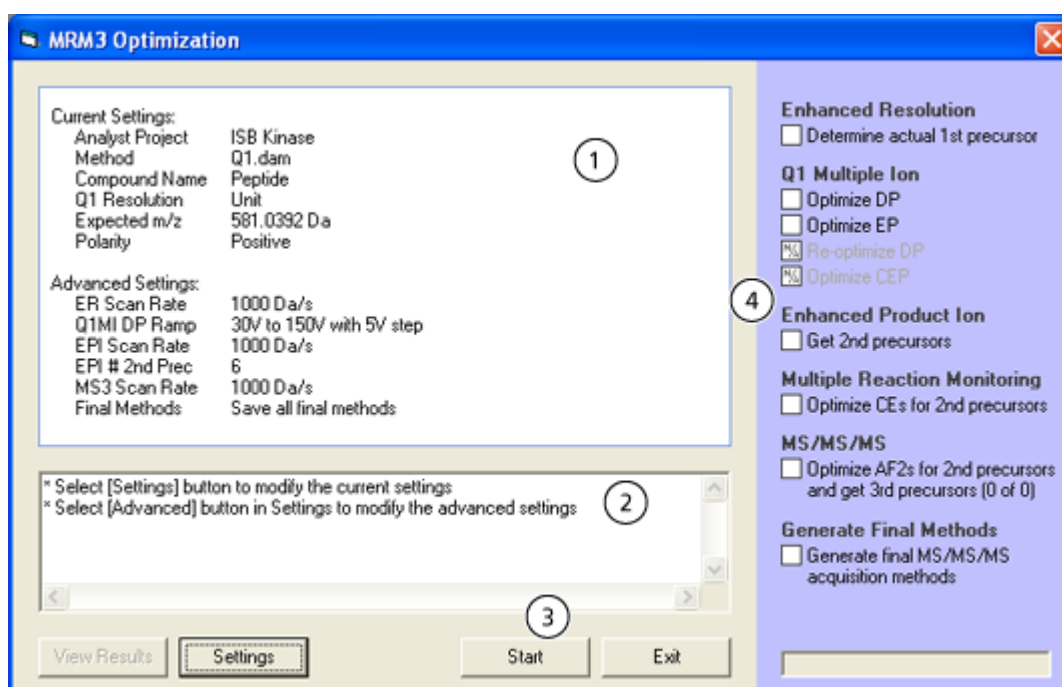 MRM3 Optimization
Current Settings:
Analyst Project ISB Kinase
Method Q1.dam
Compound Name Peptide
Q1 Resolution Unit
Expected m/z 581.0392 Da
Polarity Positive
Advanced Settings:
ER Scan Rate 1000 Da/s
Q1MI DP Ramp 30V to 150V with 5V step
EPI Scan Rate 1000 Da/s
EPI # 2nd Prec 6
MS3 Scan Rate 1000 Da/s
Final Methods Save all final methods
1
* Select [Settings] button to modify the current settings
* Select [Advanced] button in Settings to modify the advanced settings
2
3
View Results Settings Start Exit
4
Enhanced Resolution
Determine actual 1st precursor
Q1 Multiple Ion
Optimize DP
Optimize EP
N/A Re-optimize DP
N/A Optimize CEP
Enhanced Product Ion
Get 2nd precursors
Multiple Reaction Monitoring
Optimize CEs for 2nd precursors
MS/MS/MS
Optimize AF2s for 2nd precursors
and get 3rd precursors (0 of 0)
Generate Final Methods
Generate final MS/MS/MS
acquisition methods